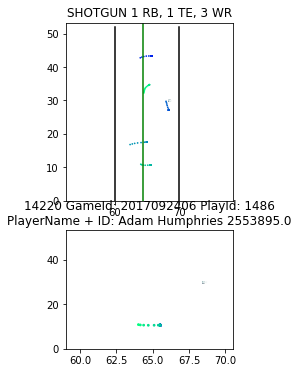 SHOTGUN 1 RB, 1 TE, 3 WR
50
40
30
20
10
0
60 70
14220 GameId: 2017092406 PlayId: 1486
PlayerName + ID: Adam Humphries 2553895.0
40
20
0
60.0 62.5 65.0 67.5 70.0